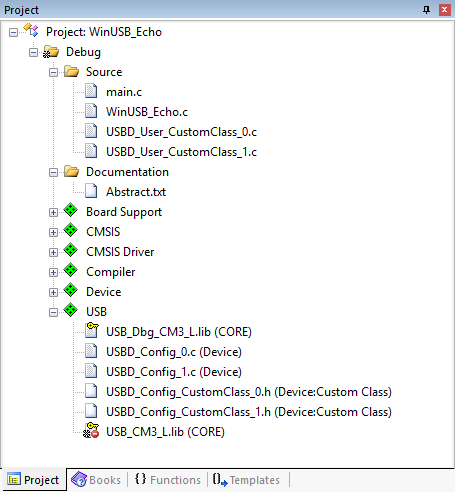 Project
Project: WinUSB_Echo
Debug
Source
main.c
WinUSB_Echo.c
USBD_User_CustomClass_0.c
USBD_User_CustomClass_1.c
Documentation
Abstract.txt
Board Support
CMSIS
CMSIS Driver
Compiler
Device
USB
USB_Dbg_CM3_L.lib (CORE)
USBD_Config_0.c (Device)
USBD_Config_1.c (Device)
USBD_Config_CustomClass_0.h (Device:Custom Class)
USBD_Config_CustomClass_1.h (Device:Custom Class)
USB_CM3_L.lib (CORE)
Project Books {} Functions 0 Templates